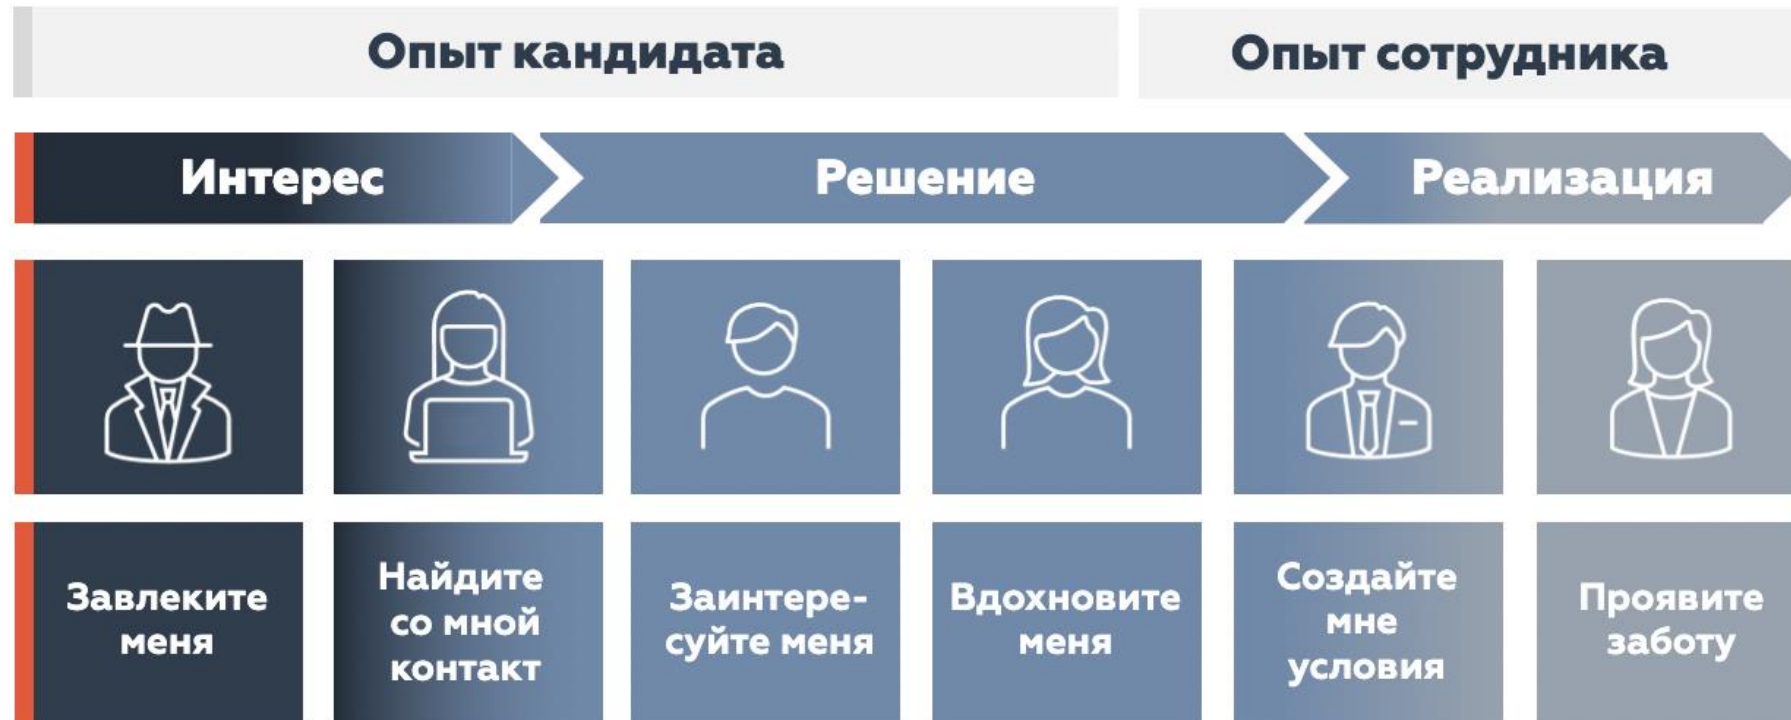 Опыт кандидата
Опыт сотрудника
Интерес
Решение
Реализация
Завлеките
меня
Найдите
со мной
контакт
Заинтере-
суйте меня
Вдохновите
меня
Создайте
мне
условия
Проявите
заботу